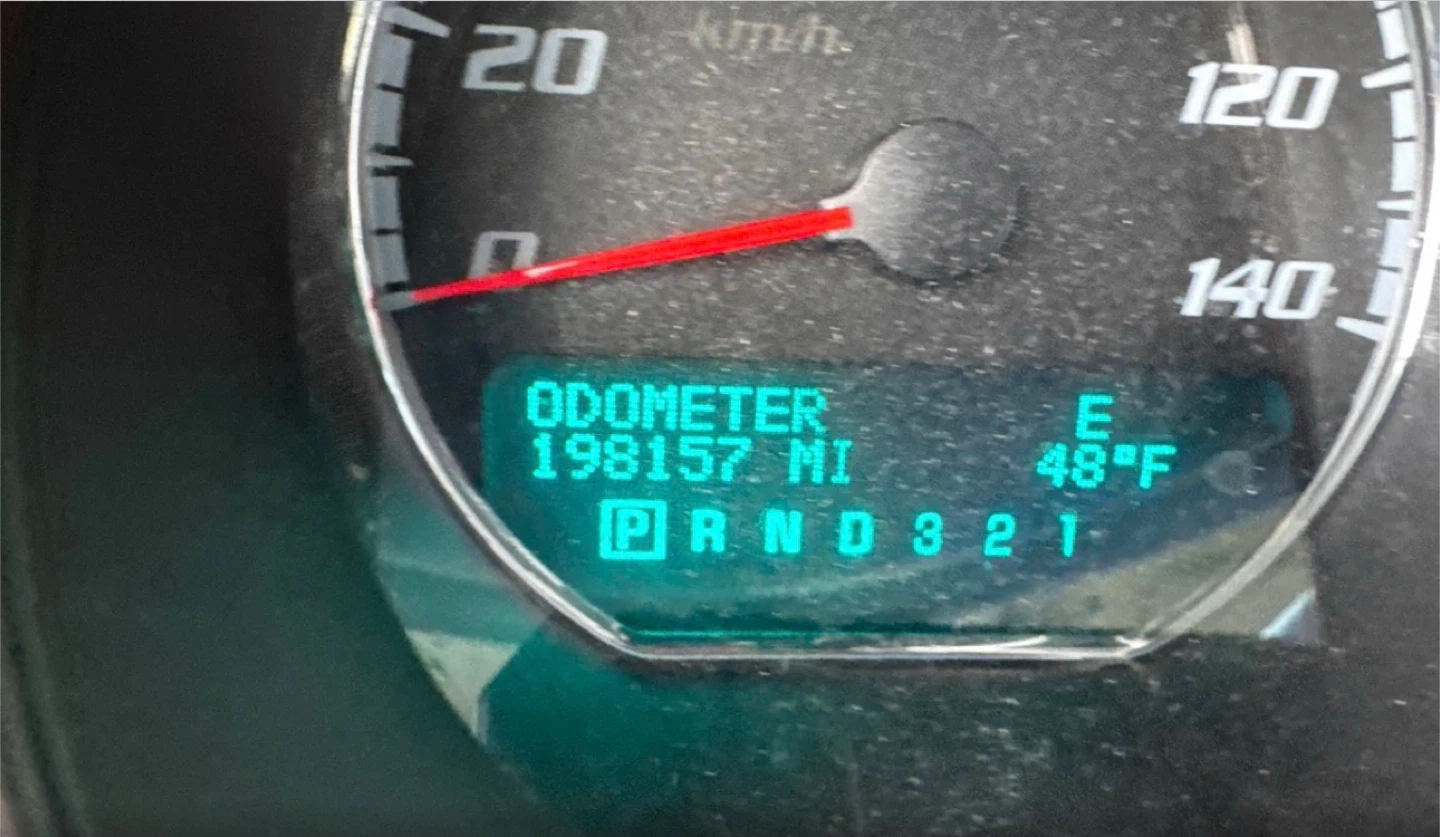 km/h
20
120
0
140
ODOMETER E
198157 MI 48°F
P R N D 3 2 1